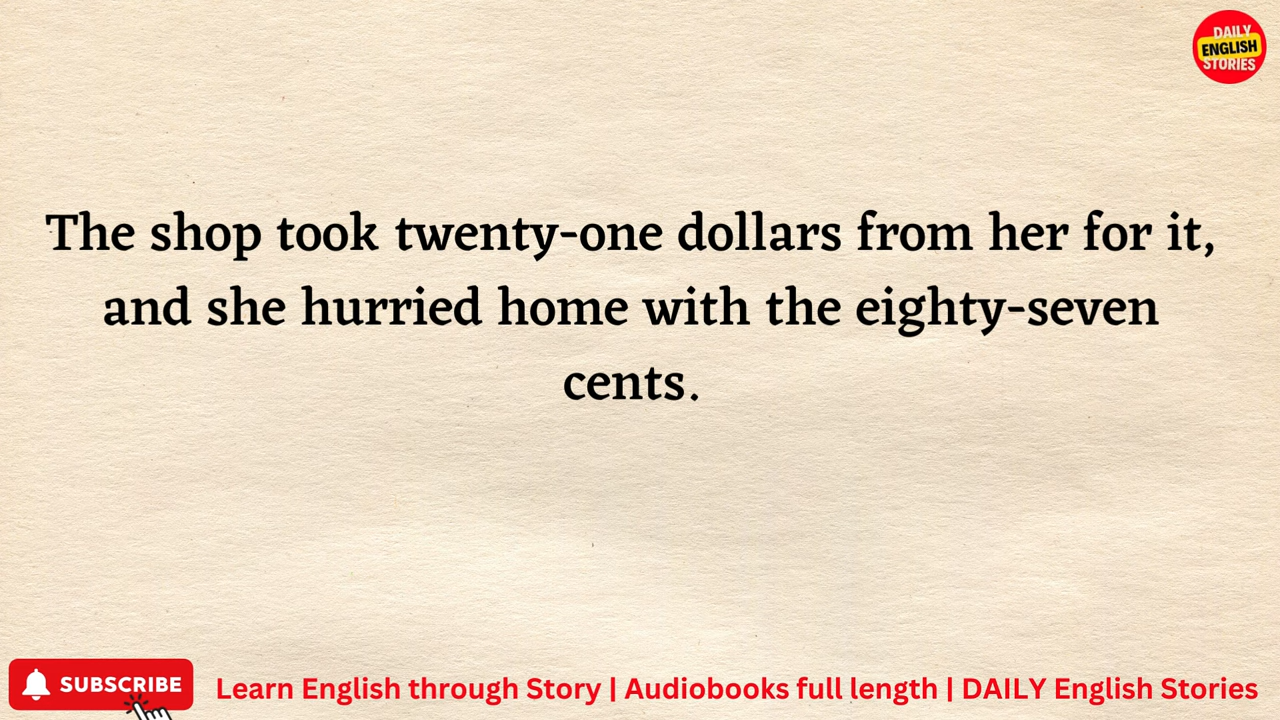 DAILY
ENGLISH
STORIES
The shop took twenty-one dollars from her for it,
and she hurried home with the eighty-seven
cents.
SUBSCRIBE
Learn English through Story | Audiobooks full length | DAILY English Stories